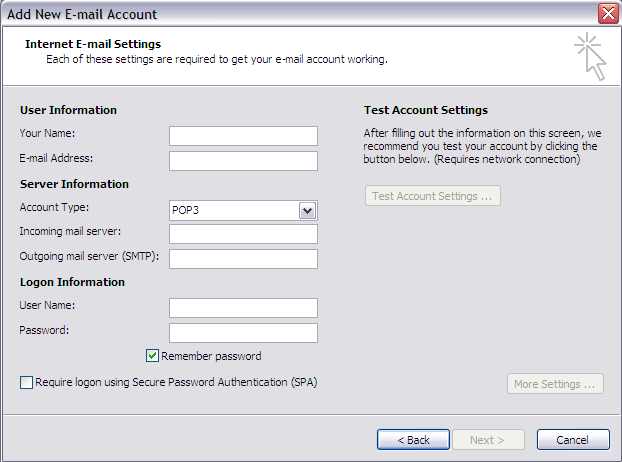 Add New E-mail Account
Internet E-mail Settings
Each of these settings are required to get your e-mail account working.
User Information
Your Name:
E-mail Address:
Server Information
Account Type:
POP3
Incoming mail server:
Outgoing mail server (SMTP):
Logon Information
User Name:
Password:
Remember password
Require logon using Secure Password Authentication (SPA)
Test Account Settings
After filling out the information on this screen, we
recommend you test your account by clicking the
button below. (Requires network connection)
Test Account Settings ...
More Settings ...
< Back
Next >
Cancel